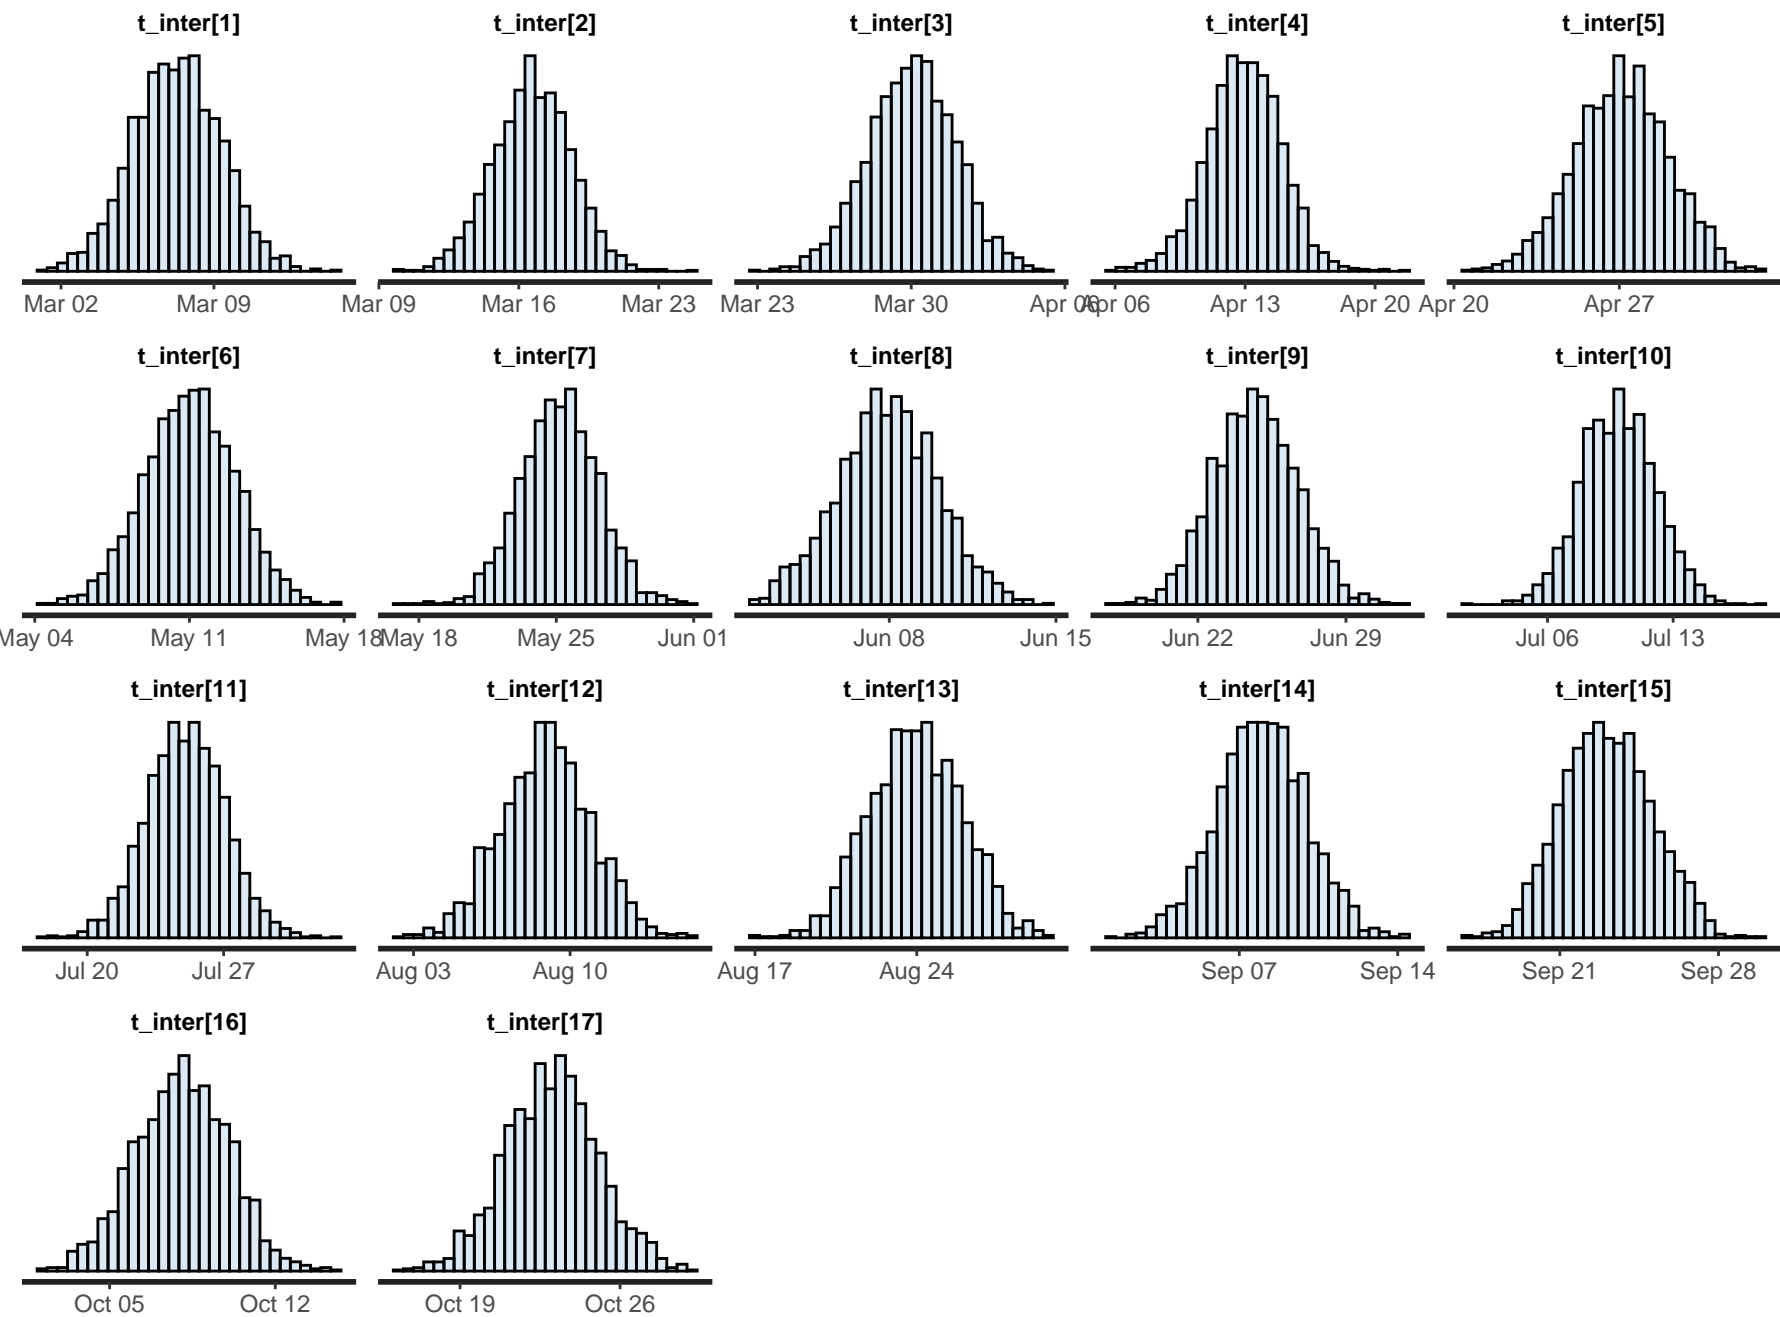 t_inter[1] t_inter[2] t_inter[3] t_inter[4] t_inter[5]
Mar 02 Mar 09 Mar 09 Mar 16 Mar 23 Mar 23 Mar 30 Apr 06 Apr 06 Apr 13 Apr 20 Apr 20 Apr 27
t_inter[6] t_inter[7] t_inter[8] t_inter[9] t_inter[10]
May 04 May 11 May 18 May 18 May 25 Jun 01 Jun 08 Jun 15 Jun 22 Jun 29 Jul 06 Jul 13
t_inter[11] t_inter[12] t_inter[13] t_inter[14] t_inter[15]
Jul 20 Jul 27 Aug 03 Aug 10 Aug 17 Aug 24 Sep 07 Sep 14 Sep 21 Sep 28
t_inter[16] t_inter[17]
Oct 05 Oct 12 Oct 19 Oct 26